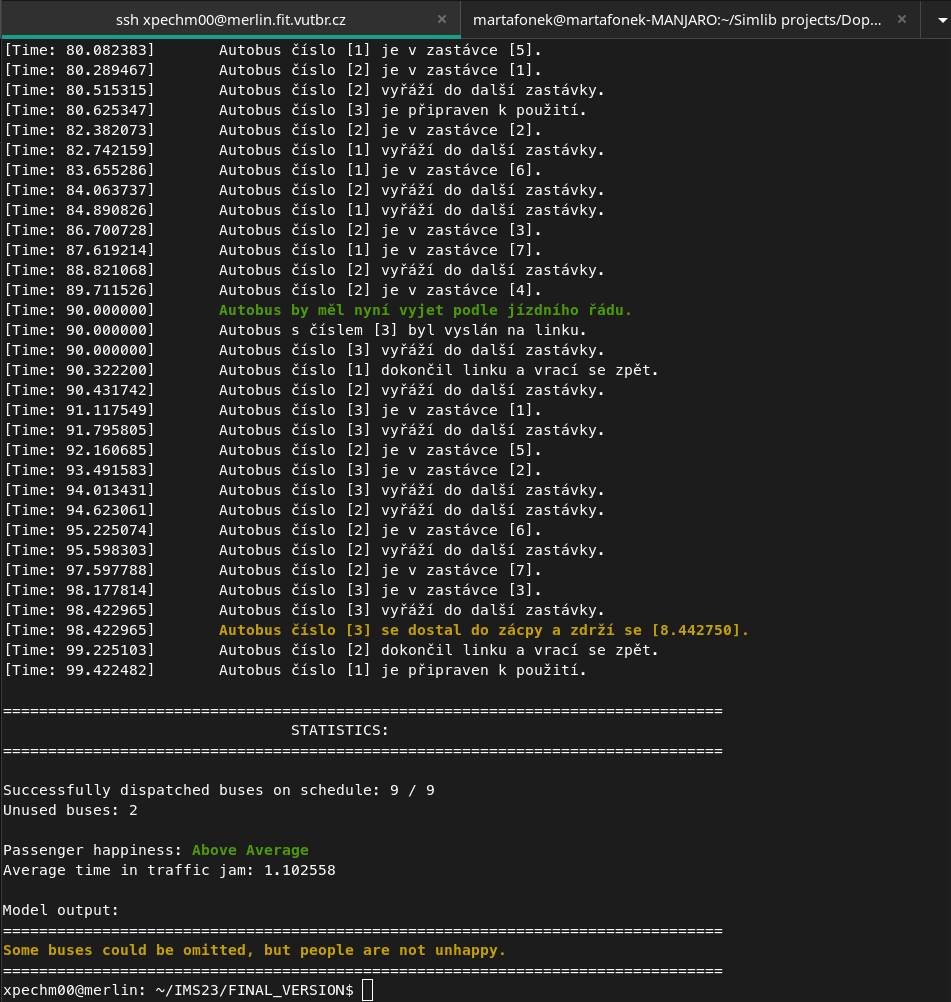 ssh xpechm00@merlin.fit.vutbr.cz × martafonek@martafonek-MANJARO:~/Simlib projects/Dop... ×
[Time: 80.082383] Autobus číslo [1] je v zastávce [5].
[Time: 80.289467] Autobus číslo [2] je v zastávce [1].
[Time: 80.515315] Autobus číslo [2] vyřáží do další zastávky.
[Time: 80.625347] Autobus číslo [3] je připraven k použití.
[Time: 82.382073] Autobus číslo [2] je v zastávce [2].
[Time: 82.742159] Autobus číslo [1] vyřáží do další zastávky.
[Time: 83.655286] Autobus číslo [1] je v zastávce [6].
[Time: 84.063737] Autobus číslo [2] vyřáží do další zastávky.
[Time: 84.890826] Autobus číslo [1] vyřáží do další zastávky.
[Time: 86.700728] Autobus číslo [2] je v zastávce [3].
[Time: 87.619214] Autobus číslo [1] je v zastávce [7].
[Time: 88.821068] Autobus číslo [2] vyřáží do další zastávky.
[Time: 89.711526] Autobus číslo [2] je v zastávce [4].
[Time: 90.000000] Autobus by měl nyní vyjet podle jízdního řádu.
[Time: 90.000000] Autobus s číslem [3] byl vyslán na linku.
[Time: 90.000000] Autobus číslo [3] vyřáží do další zastávky.
[Time: 90.322200] Autobus číslo [1] dokončil linku a vrací se zpět.
[Time: 90.431742] Autobus číslo [2] vyřáží do další zastávky.
[Time: 91.117549] Autobus číslo [3] je v zastávce [1].
[Time: 91.795805] Autobus číslo [3] vyřáží do další zastávky.
[Time: 92.160685] Autobus číslo [2] je v zastávce [5].
[Time: 93.491583] Autobus číslo [3] je v zastávce [2].
[Time: 94.013431] Autobus číslo [3] vyřáží do další zastávky.
[Time: 94.623061] Autobus číslo [2] vyřáží do další zastávky.
[Time: 95.225074] Autobus číslo [2] je v zastávce [6].
[Time: 95.598303] Autobus číslo [2] vyřáží do další zastávky.
[Time: 97.597788] Autobus číslo [2] je v zastávce [7].
[Time: 98.177814] Autobus číslo [3] je v zastávce [3].
[Time: 98.422965] Autobus číslo [3] vyřáží do další zastávky.
[Time: 98.422965] Autobus číslo [3] se dostal do zácpy a zdrží se [8.442750].
[Time: 99.225103] Autobus číslo [2] dokončil linku a vrací se zpět.
[Time: 99.422482] Autobus číslo [1] je připraven k použití.
================================================================================
STATISTICS:
================================================================================
Successfully dispatched buses on schedule: 9 / 9
Unused buses: 2
Passenger happiness: Above Average
Average time in traffic jam: 1.102558
Model output:
================================================================================
Some buses could be omitted, but people are not unhappy.
================================================================================
xpechm00@merlin: ~/IMS23/FINAL_VERSION$